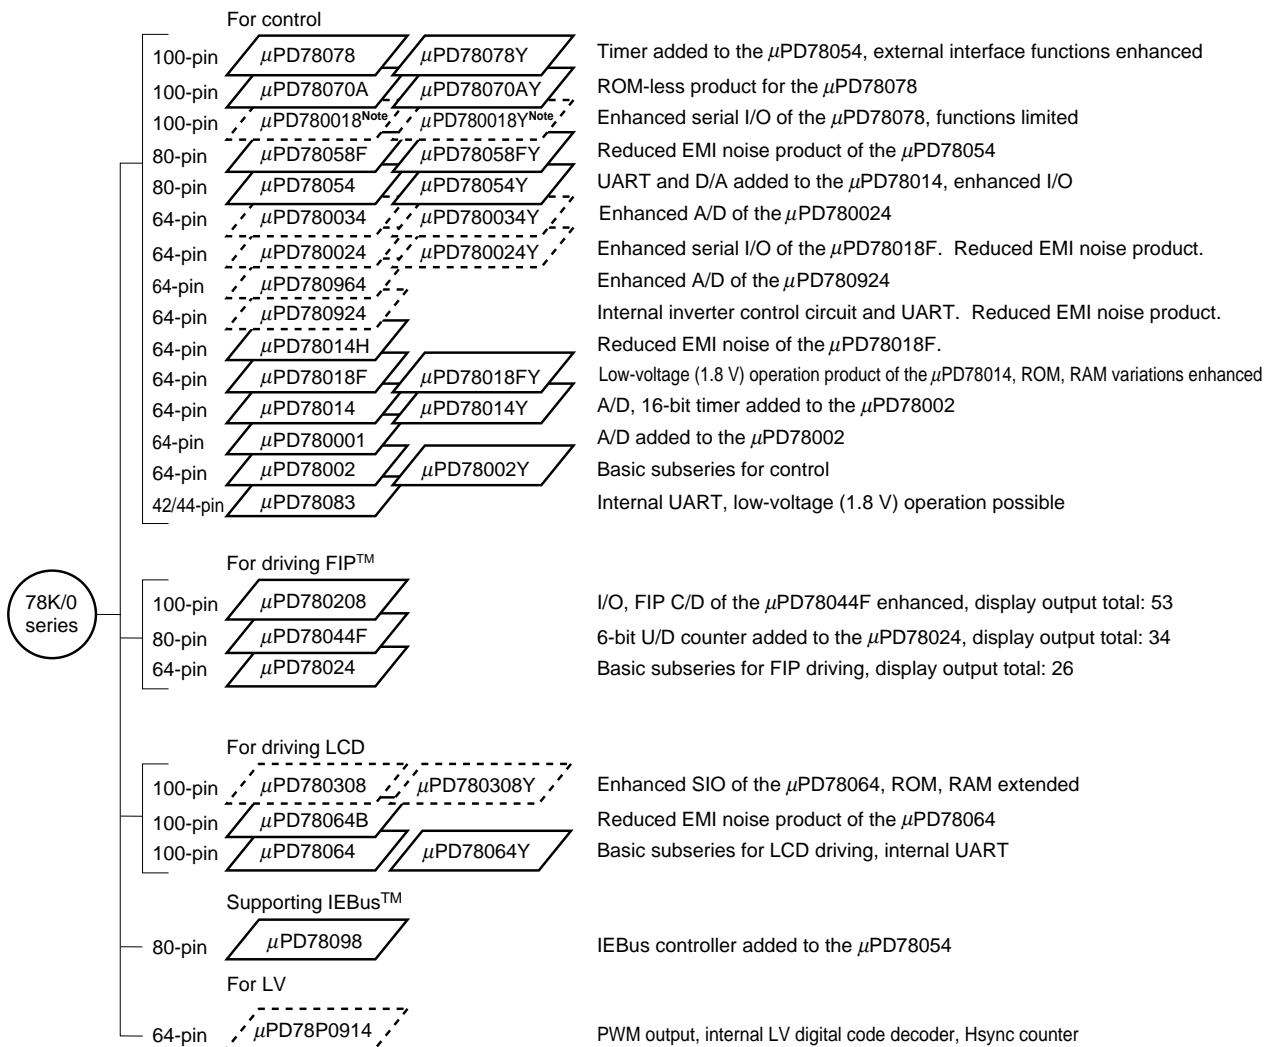 For control
100-pin μPD78078 μPD78078Y Timer added to the μPD78054, external interface functions enhanced
100-pin μPD78070A μPD78070AY ROM-less product for the μPD78078
100-pin μPD780018Note μPD780018YNote Enhanced serial I/O of the μPD78078, functions limited
80-pin μPD78058F μPD78058FY Reduced EMI noise product of the μPD78054
80-pin μPD78054 μPD78054Y UART and D/A added to the μPD78014, enhanced I/O
64-pin μPD780034 μPD780034Y Enhanced A/D of the μPD780024
64-pin μPD780024 μPD780024Y Enhanced serial I/O of the μPD78018F. Reduced EMI noise product.
64-pin μPD780964 Enhanced A/D of the μPD780924
64-pin μPD780924 Internal inverter control circuit and UART. Reduced EMI noise product.
64-pin μPD78014H Reduced EMI noise of the μPD78018F.
64-pin μPD78018F μPD78018FY Low-voltage (1.8 V) operation product of the μPD78014, ROM, RAM variations enhanced
64-pin μPD78014 μPD78014Y A/D, 16-bit timer added to the μPD78002
64-pin μPD780001 A/D added to the μPD78002
64-pin μPD78002 μPD78002Y Basic subseries for control
42/44-pin μPD78083 Internal UART, low-voltage (1.8 V) operation possible
For driving FIP™
78K/0 series
100-pin μPD780208 I/O, FIP C/D of the μPD78044F enhanced, display output total: 53
80-pin μPD78044F 6-bit U/D counter added to the μPD78024, display output total: 34
64-pin μPD78024 Basic subseries for FIP driving, display output total: 26
For driving LCD
100-pin μPD780308 μPD780308Y Enhanced SIO of the μPD78064, ROM, RAM extended
100-pin μPD78064B Reduced EMI noise product of the μPD78064
100-pin μPD78064 μPD78064Y Basic subseries for LCD driving, internal UART
Supporting IEBus™
80-pin μPD78098 IEBus controller added to the μPD78054
For LV
64-pin μPD78P0914 PWM output, internal LV digital code decoder, Hsync counter